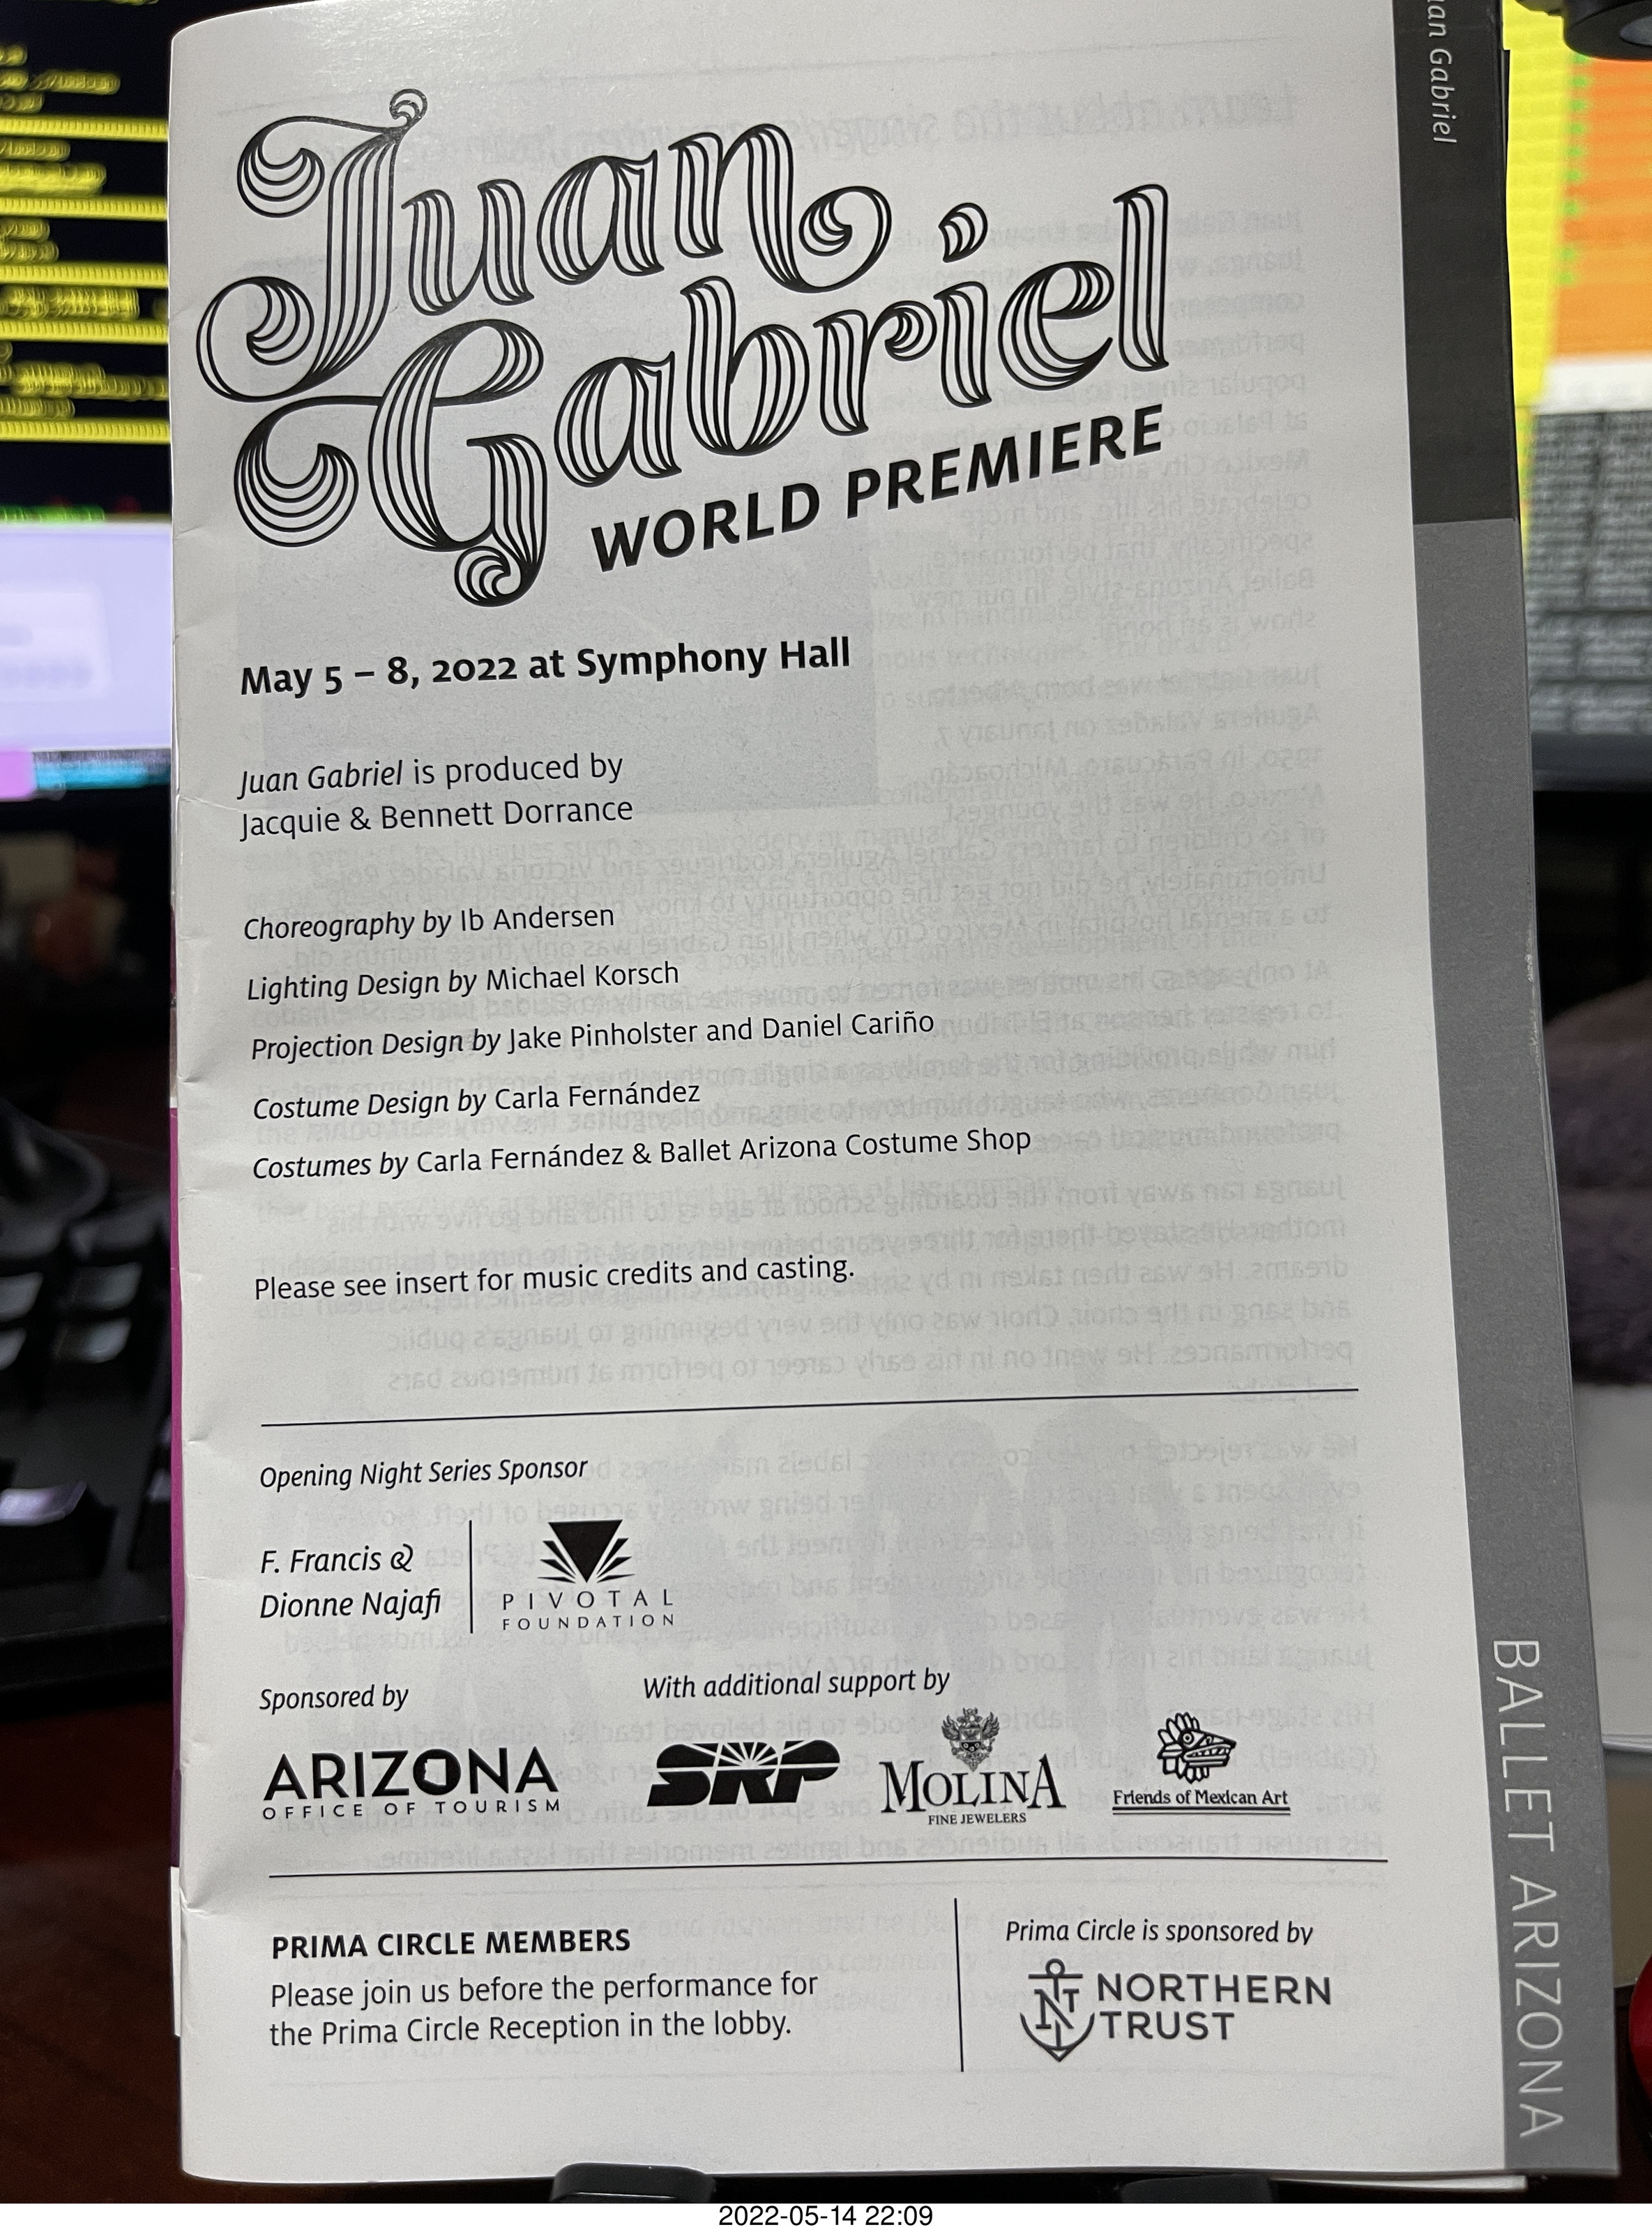 Juan
Gabriel
WORLD PREMIERE
May 5 – 8, 2022 at Symphony Hall
Juan Gabriel is produced by
Jacquie & Bennett Dorrance
Choreography by Ib Andersen
Lighting Design by Michael Korsch
Projection Design by Jake Pinholster and Daniel Cariño
Costume Design by Carla Fernández
Costumes by Carla Fernández & Ballet Arizona Costume Shop
Please see insert for music credits and casting.
Opening Night Series Sponsor
F. Francis &
Dionne Najafi
PIVOTAL
FOUNDATION
Sponsored by
ARIZONA
OFFICE OF TOURISM
With additional support by
SRP
MOLINA
FINE JEWELERS
Friends of Mexican Art
PRIMA CIRCLE MEMBERS
Please join us before the performance for
the Prima Circle Reception in the lobby.
Prima Circle is sponsored by
NT
NORTHERN
TRUST
an Gabriel
BALLET ARIZONA
2022-05-14 22:09